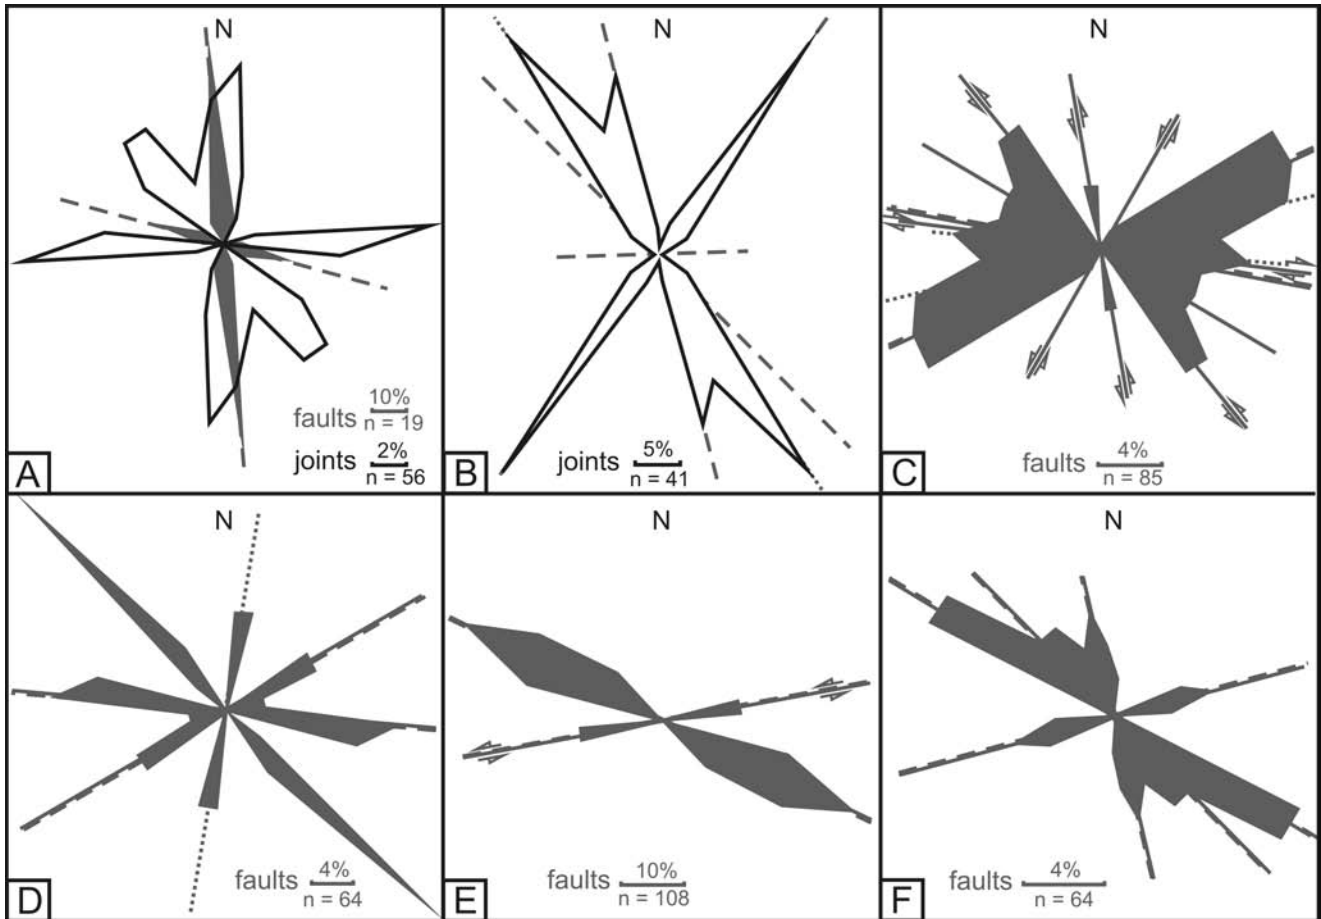 N
10%
faults
n = 19
2%
joints
n = 56
A
N
5%
joints
n = 41
B
N
4%
faults
n = 85
C
N
4%
faults
n = 64
D
N
10%
faults
n = 108
E
N
4%
faults
n = 64
F